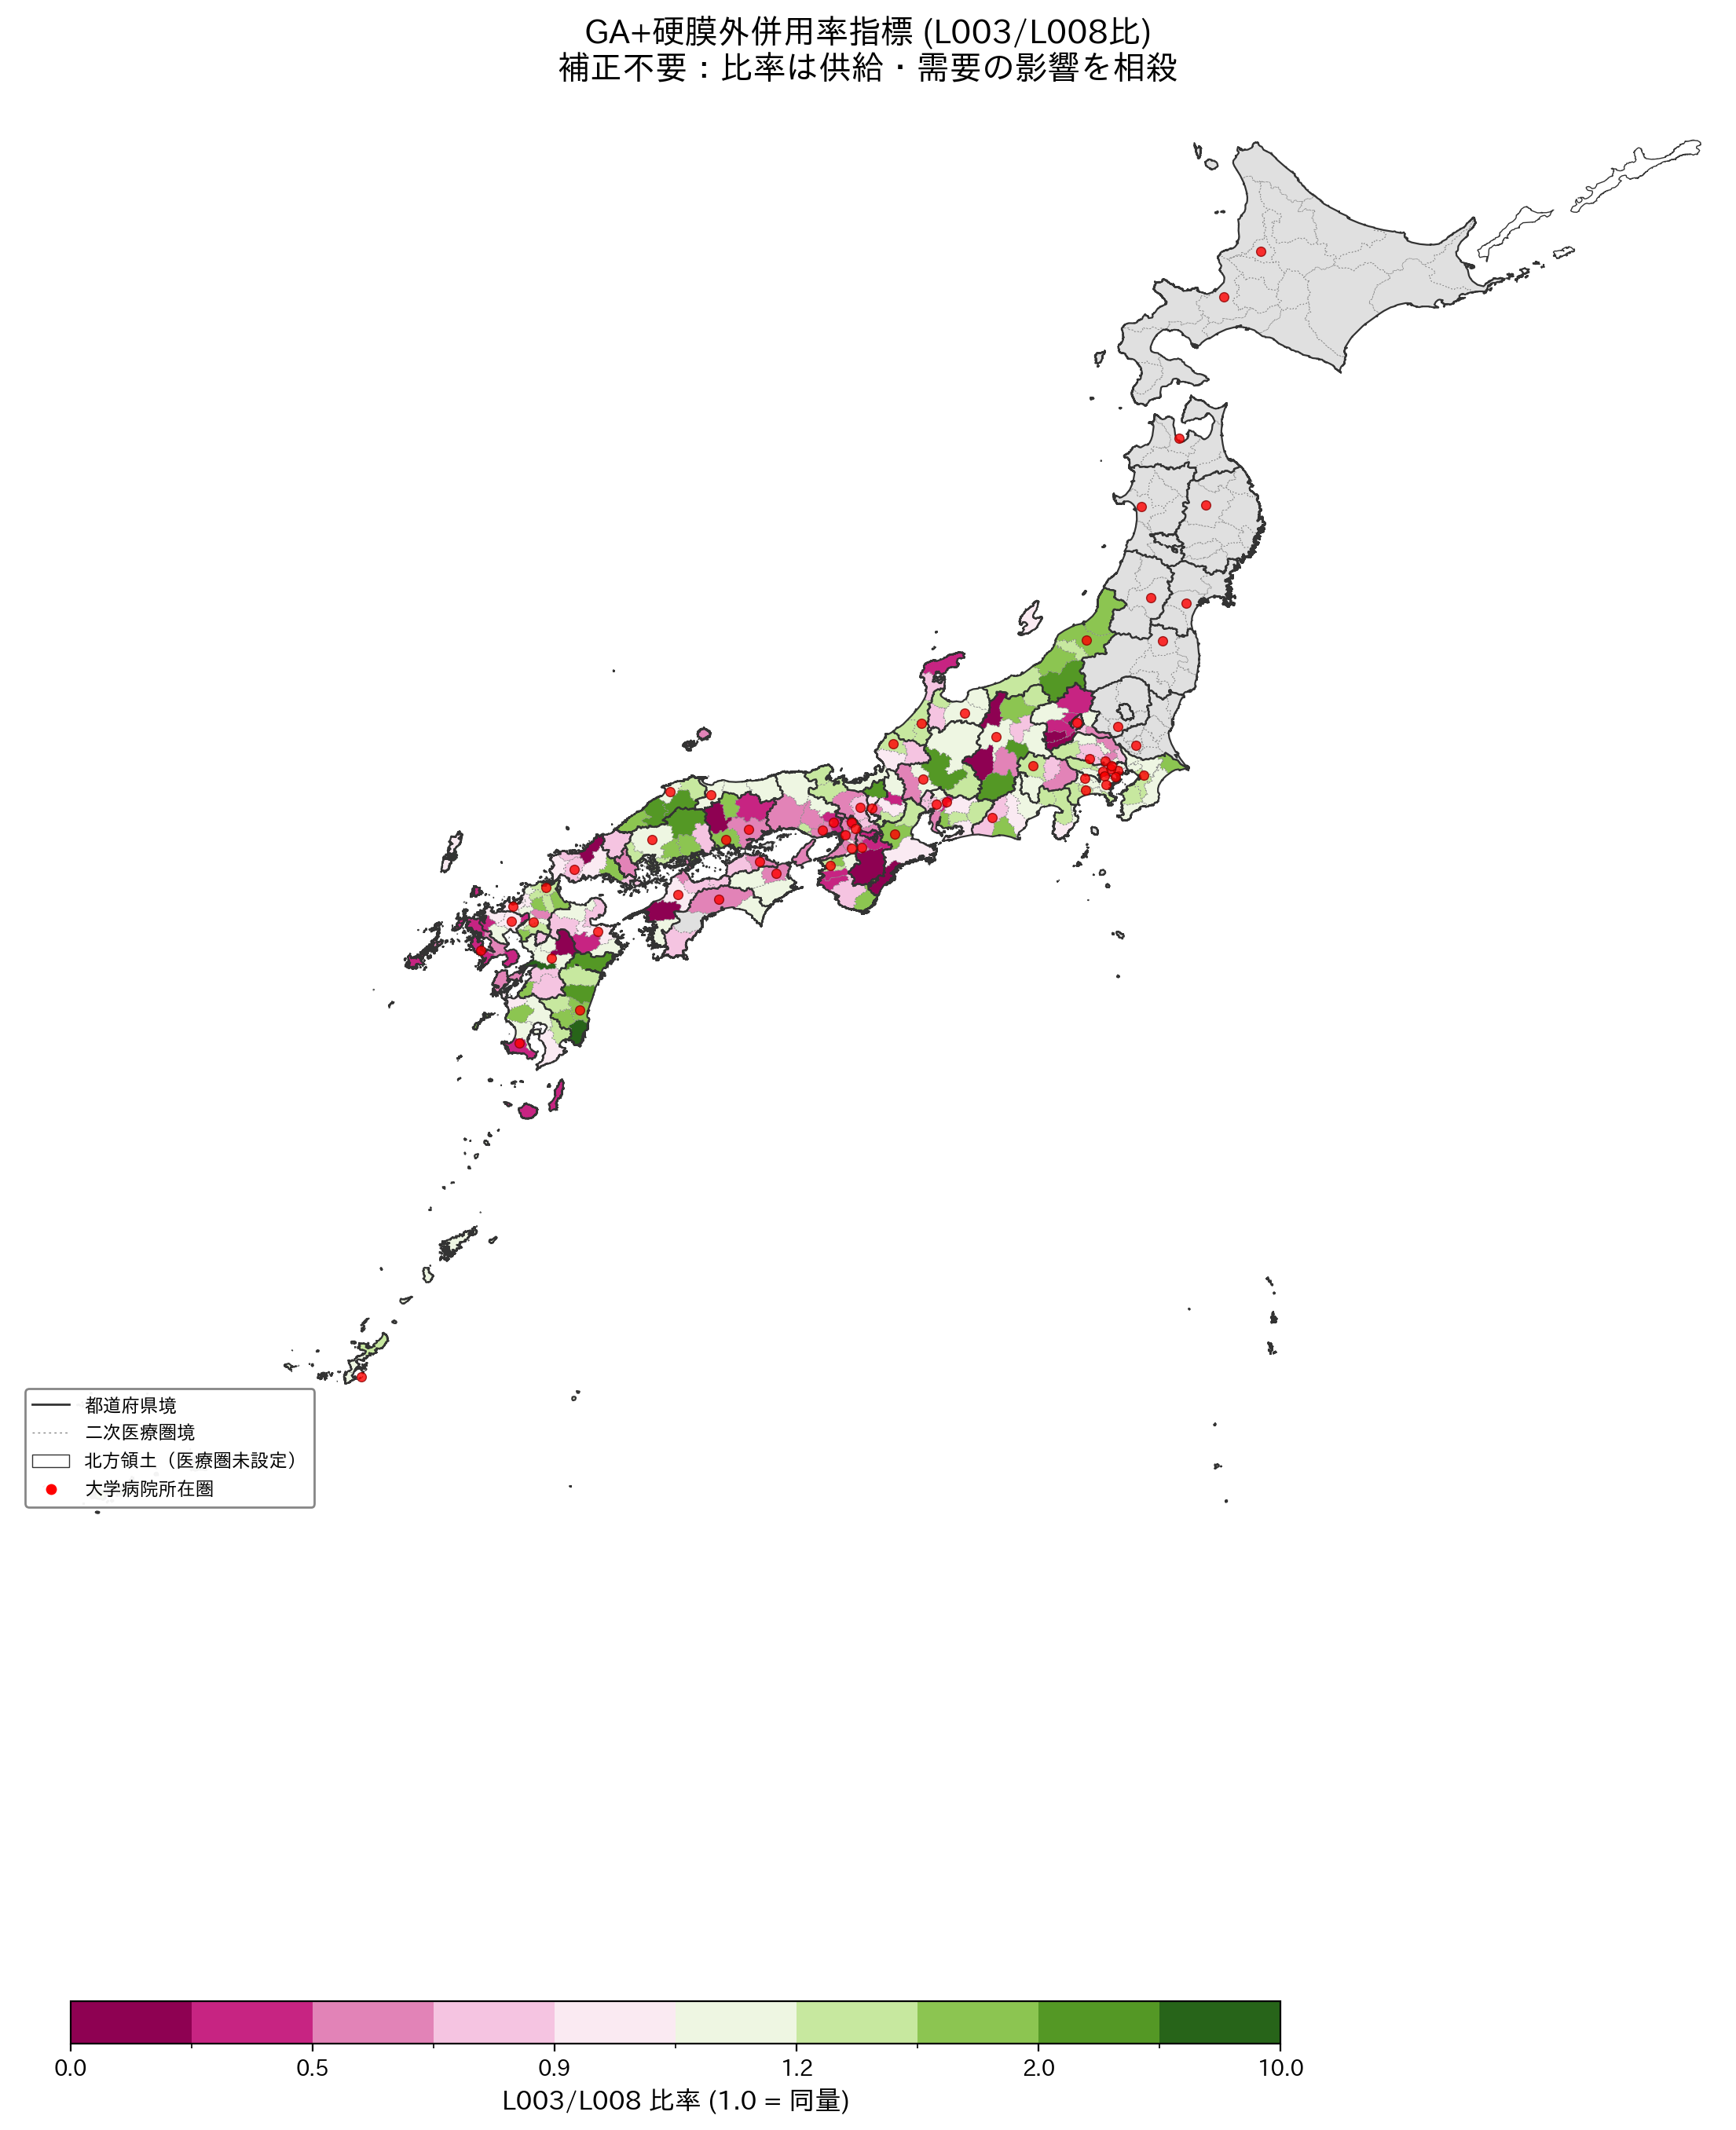 GA+硬膜外併用率指標 (L003/L008比)
補正不要：比率は供給・需要の影響を相殺
都道府県境
二次医療圏境
北方領土（医療圏未設定）
大学病院所在圏
0.0 0.5 0.9 1.2 2.0 10.0
L003/L008 比率 (1.0 = 同量)